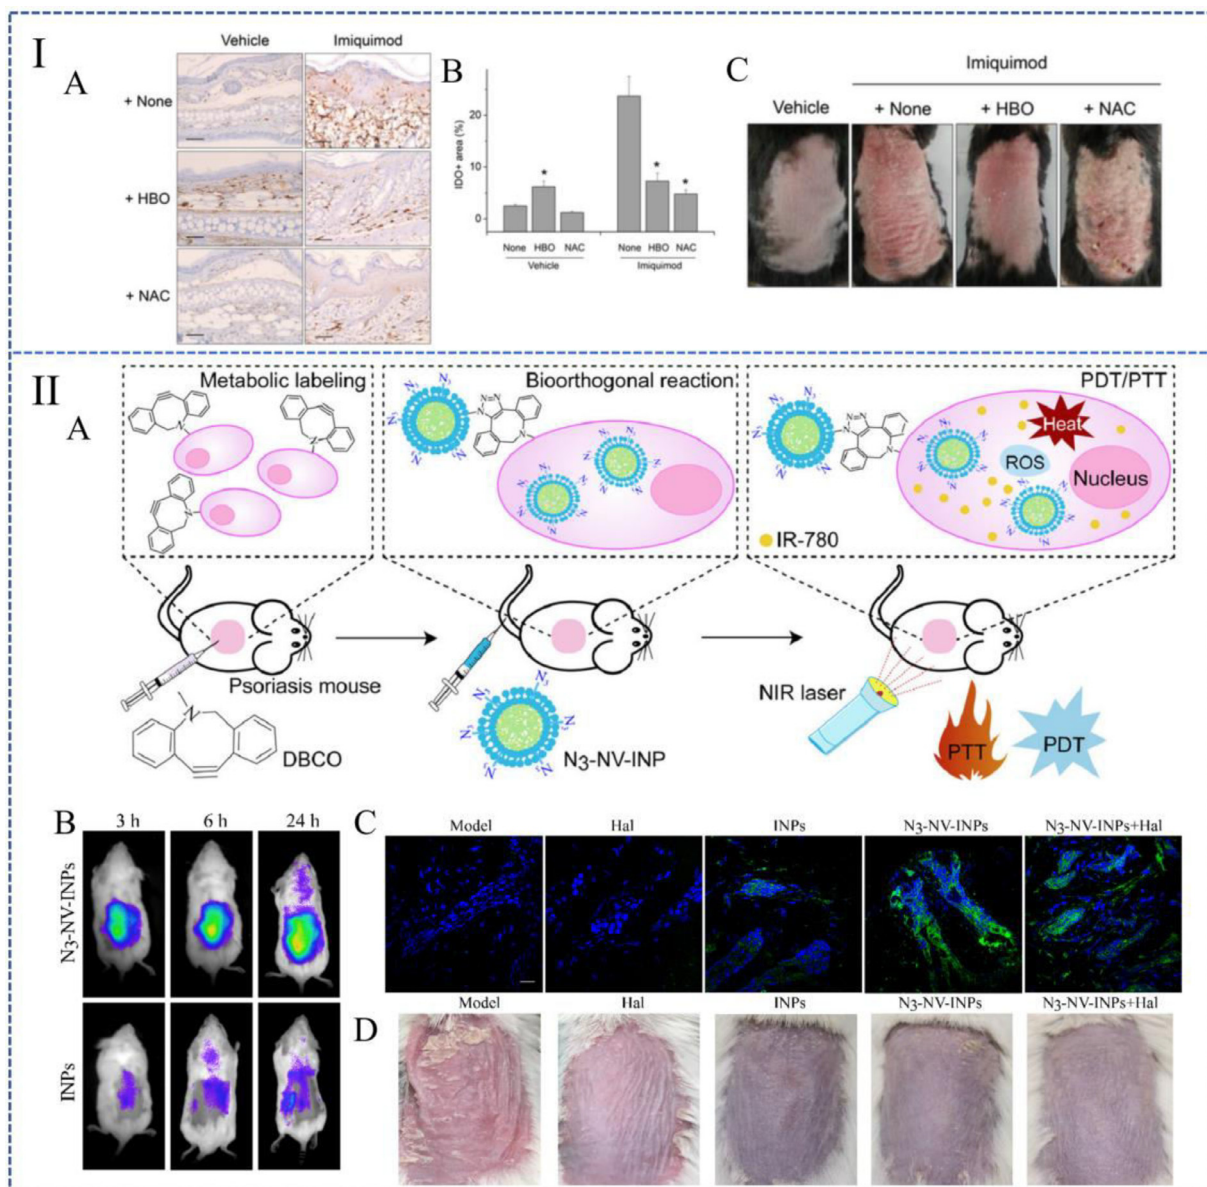 I
A
Vehicle Imiquimod
+ None
+ HBO
+ NAC
B
IDO+ area (%)
20
10
0
*
*
*
None HBO NAC None HBO NAC
Vehicle Imiquimod
C
Imiquimod
Vehicle + None + HBO + NAC
II
A
Metabolic labeling
N
N
N
Bioorthogonal reaction
N₃
N=N
N
N
PDT/PTT
N₃
N=N
N
N
Heat
ROS
Nucleus
IR-780
Psoriasis mouse
N
DBCO
N₃
N₃-NV-INP
NIR laser
PTT
PDT
B
3 h 6 h 24 h
N₃-NV-INPs
INPs
C
Model Hal INPs N₃-NV-INPs N₃-NV-INPs+Hal
D
Model Hal INPs N₃-NV-INPs N₃-NV-INPs+Hal